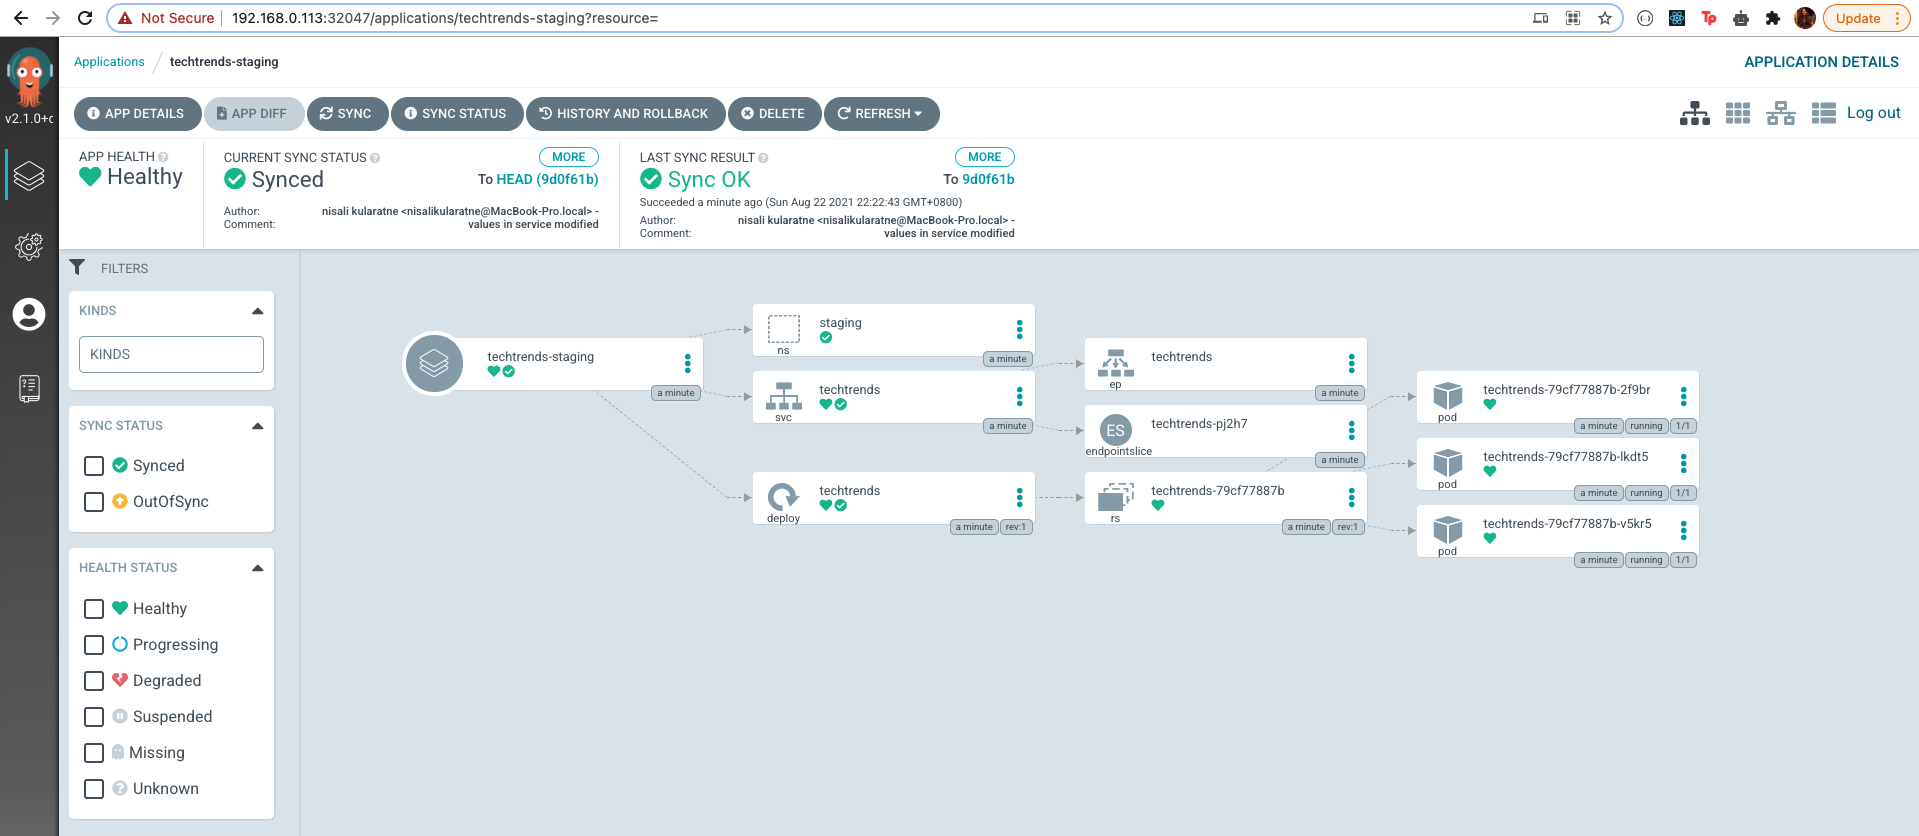 Not Secure
192.168.0.113:32047/applications/techtrends-staging?resource=
Update
v2.1.0+
Applications / techtrends-staging
APPLICATION DETAILS
APP DETAILS
APP DIFF
SYNC
SYNC STATUS
HISTORY AND ROLLBACK
DELETE
REFRESH
Log out
APP HEALTH
Healthy
CURRENT SYNC STATUS
MORE
Synced
To HEAD (9d0f61b)
Author: nisali kularatne <nisalikularatne@MacBook-Pro.local> -
Comment: values in service modified
LAST SYNC RESULT
MORE
Sync OK
To 9d0f61b
Succeeded a minute ago (Sun Aug 22 2021 22:22:43 GMT+0800)
Author: nisali kularatne <nisalikularatne@MacBook-Pro.local> -
Comment: values in service modified
FILTERS
KINDS
KINDS
SYNC STATUS
Synced
OutOfSync
HEALTH STATUS
Healthy
Progressing
Degraded
Suspended
Missing
Unknown
techtrends-staging
a minute
staging
ns
a minute
techtrends
svc
a minute
techtrends
deploy
a minute
rev:1
techtrends
ep
a minute
ES
techtrends-pj2h7
endpointslice
a minute
techtrends-79cf77887b
rs
a minute
rev:1
techtrends-79cf77887b-2f9br
pod
a minute
running
1/1
techtrends-79cf77887b-lkdt5
pod
a minute
running
1/1
techtrends-79cf77887b-v5kr5
pod
a minute
running
1/1